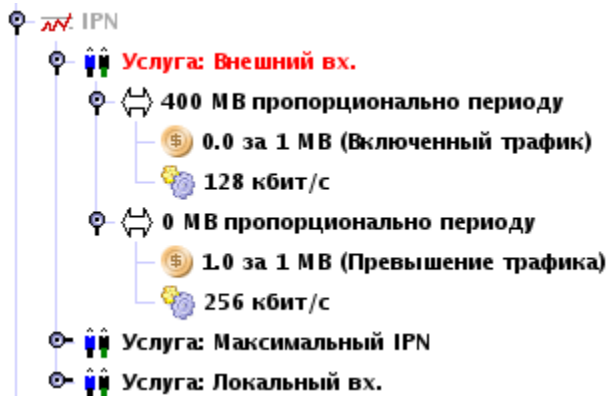 IPN
Услуга: Внешний вх.
400 MB пропорционально периоду
0.0 за 1 MB (Включенный трафик)
128 кбит/с
0 MB пропорционально периоду
1.0 за 1 MB (Превышение трафика)
256 кбит/с
Услуга: Максимальный IPN
Услуга: Локальный вх.